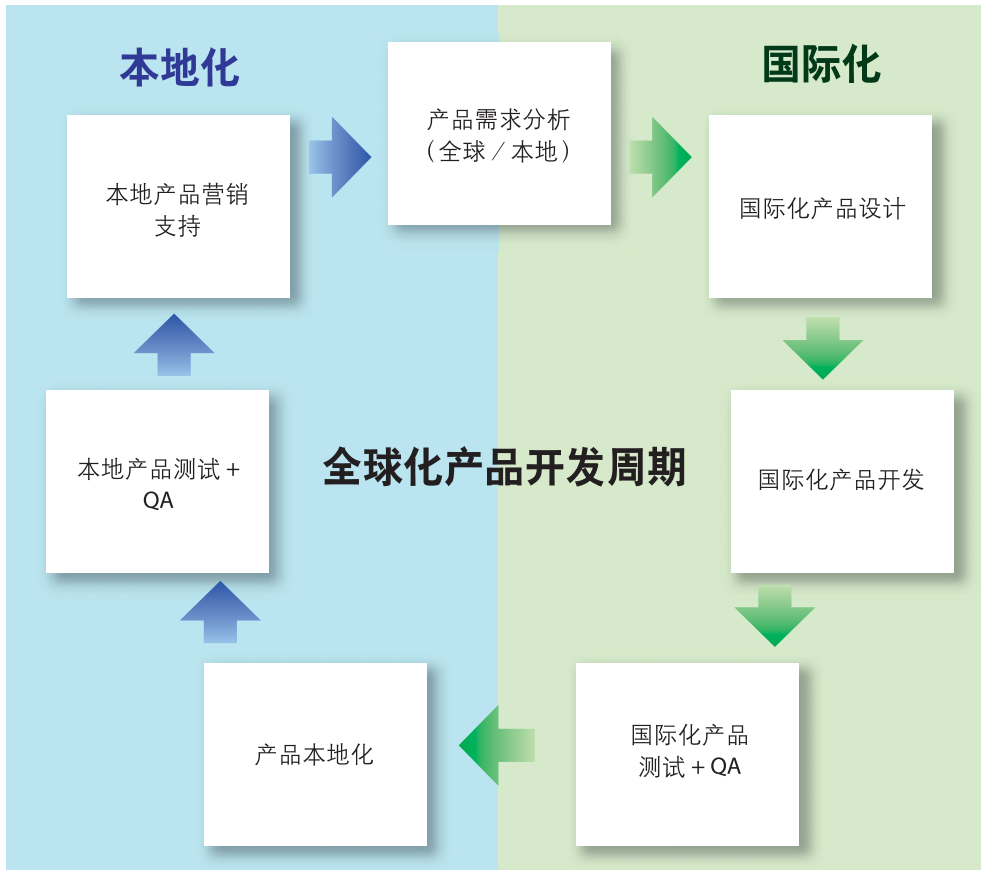 本地化
国际化
产品需求分析
（全球／本地）
本地产品营销
支持
国际化产品设计
全球化产品开发周期
本地产品测试＋
QA
国际化产品开发
产品本地化
国际化产品
测试＋QA